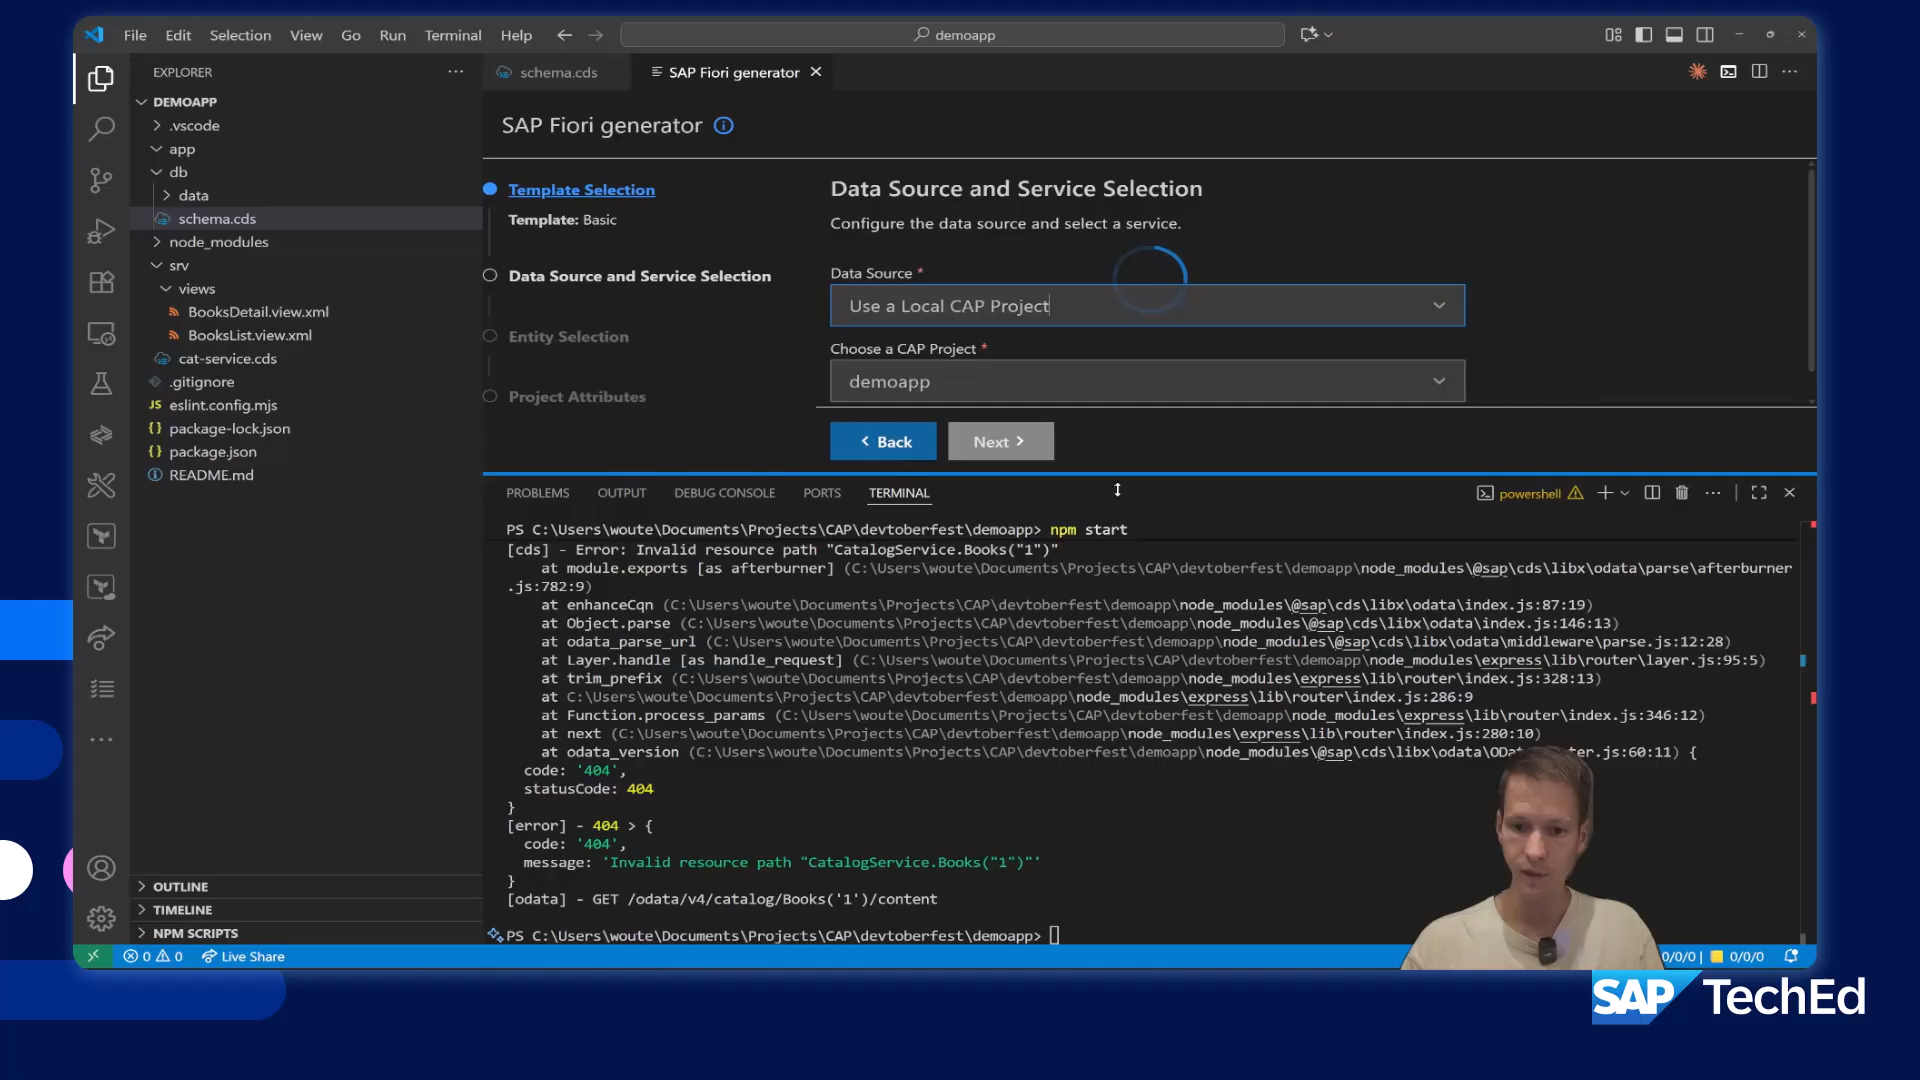 File Edit Selection View Go Run Terminal Help
demoapp
EXPLORER
schema.cds
SAP Fiori generator
DEMOAPP
.vscode
app
db
data
schema.cds
node_modules
srv
views
BooksDetail.view.xml
BooksList.view.xml
cat-service.cds
.gitignore
JS eslint.config.mjs
{} package-lock.json
{} package.json
README.md
OUTLINE
TIMELINE
NPM SCRIPTS
SAP Fiori generator
Template Selection
Template: Basic
Data Source and Service Selection
Entity Selection
Project Attributes
Data Source and Service Selection
Configure the data source and select a service.
Data Source *
Use a Local CAP Project
Choose a CAP Project *
demoapp
Back
Next
PROBLEMS OUTPUT DEBUG CONSOLE PORTS TERMINAL
powershell
PS C:\Users\woute\Documents\Projects\CAP\devtoberfest\demoapp> npm start
[cds] - Error: Invalid resource path "CatalogService.Books("1")"
at module.exports [as afterburner] (C:\Users\woute\Documents\Projects\CAP\devtoberfest\demoapp\node_modules\@sap\cds\libx\odata\parse\afterburner
.js:782:9)
at enhanceCqn (C:\Users\woute\Documents\Projects\CAP\devtoberfest\demoapp\node_modules\@sap\cds\libx\odata\index.js:87:19)
at Object.parse (C:\Users\woute\Documents\Projects\CAP\devtoberfest\demoapp\node_modules\@sap\cds\libx\odata\index.js:146:13)
at odata_parse_url (C:\Users\woute\Documents\Projects\CAP\devtoberfest\demoapp\node_modules\@sap\cds\libx\odata\middleware\parse.js:12:28)
at Layer.handle [as handle_request] (C:\Users\woute\Documents\Projects\CAP\devtoberfest\demoapp\node_modules\express\lib\router\layer.js:95:5)
at trim_prefix (C:\Users\woute\Documents\Projects\CAP\devtoberfest\demoapp\node_modules\express\lib\router\index.js:328:13)
at C:\Users\woute\Documents\Projects\CAP\devtoberfest\demoapp\node_modules\express\lib\router\index.js:286:9
at Function.process_params (C:\Users\woute\Documents\Projects\CAP\devtoberfest\demoapp\node_modules\express\lib\router\index.js:346:12)
at next (C:\Users\woute\Documents\Projects\CAP\devtoberfest\demoapp\node_modules\express\lib\router\index.js:280:10)
at odata_version (C:\Users\woute\Documents\Projects\CAP\devtoberfest\demoapp\node_modules\@sap\cds\libx\odata\ODat ter.js:60:11) {
code: '404',
statusCode: 404
}
[error] - 404 > {
code: '404',
message: 'Invalid resource path "CatalogService.Books("1")"'
}
[odata] - GET /odata/v4/catalog/Books('1')/content
PS C:\Users\woute\Documents\Projects\CAP\devtoberfest\demoapp>
0 0 Live Share
0/0/0 | 0/0/0
SAP TechEd